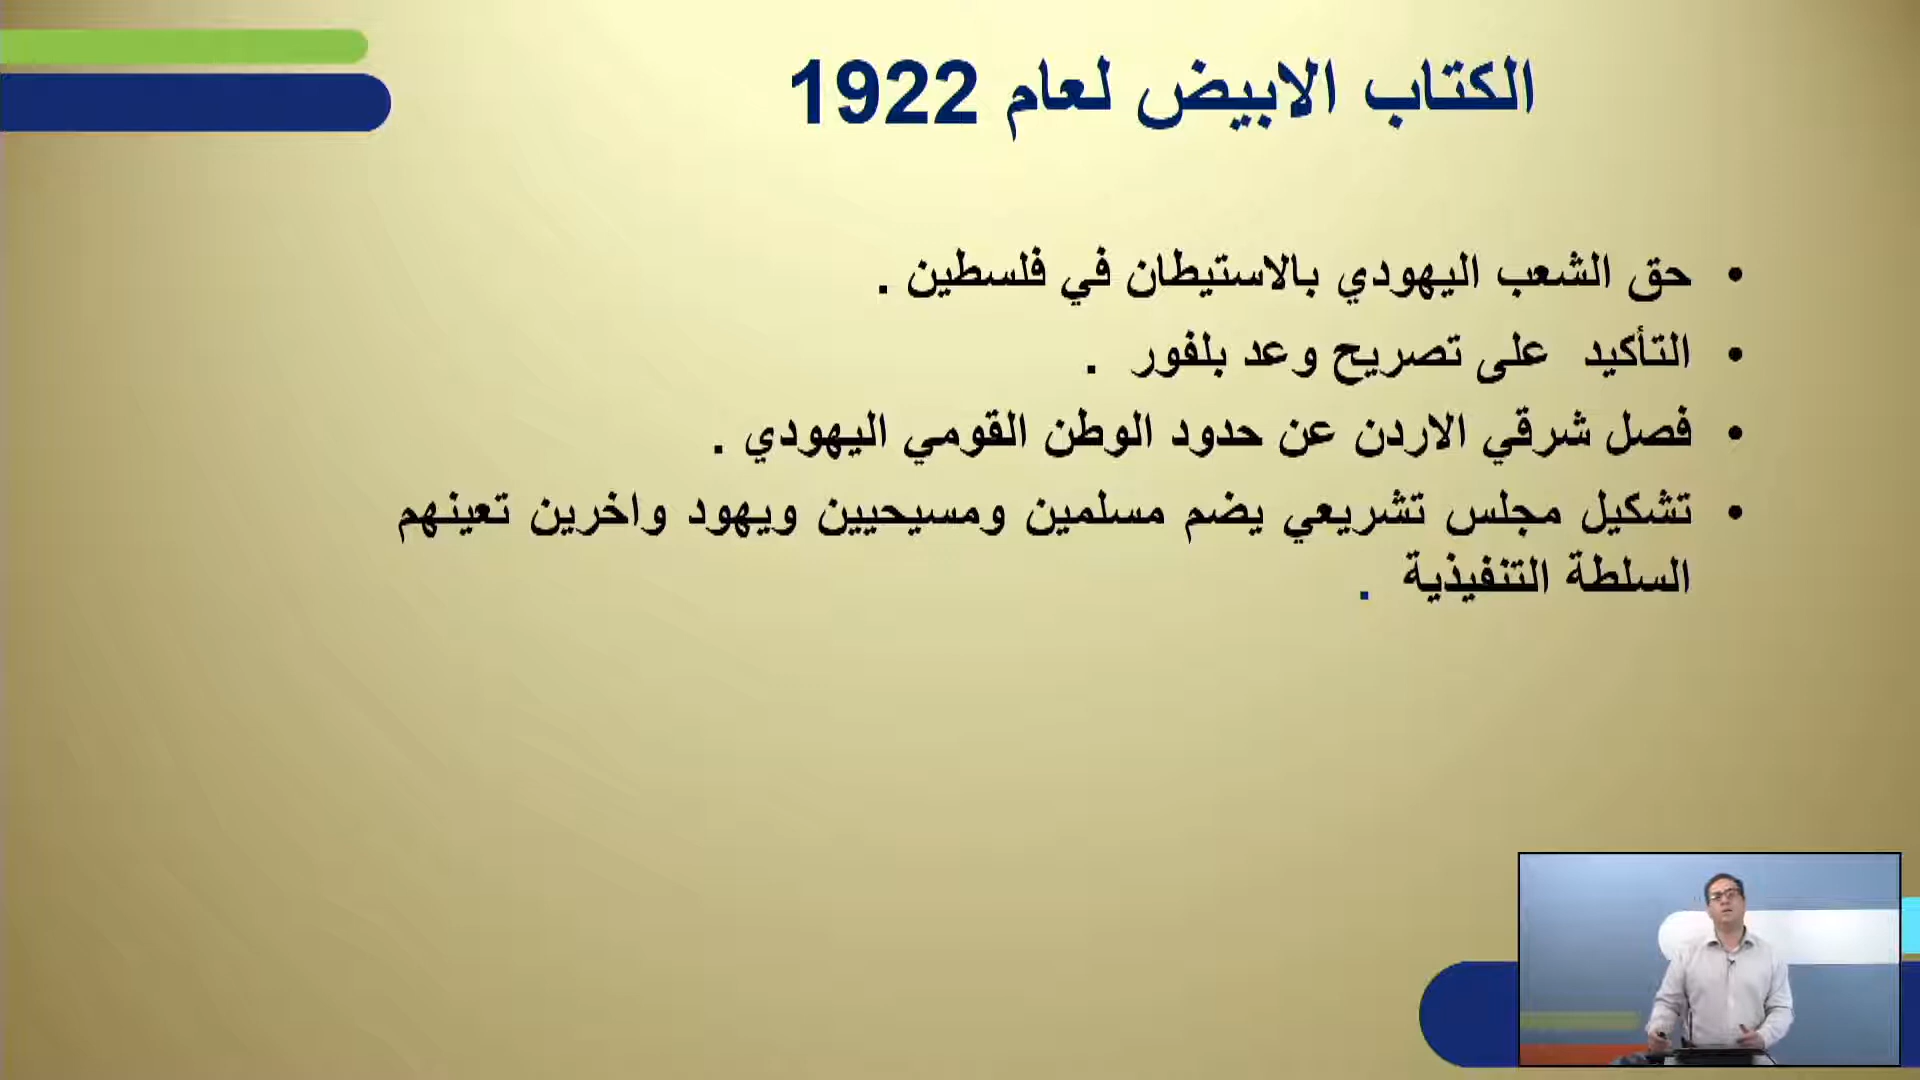 الكتاب الابيض لعام 1922
• حق الشعب اليهودي بالاستيطان في فلسطين .
• التأكيد على تصريح وعد بلفور .
• فصل شرقي الاردن عن حدود الوطن القومي اليهودي .
• تشكيل مجلس تشريعي يضم مسلمين ومسيحيين ويهود واخرين تعينهم
السلطة التنفيذية .